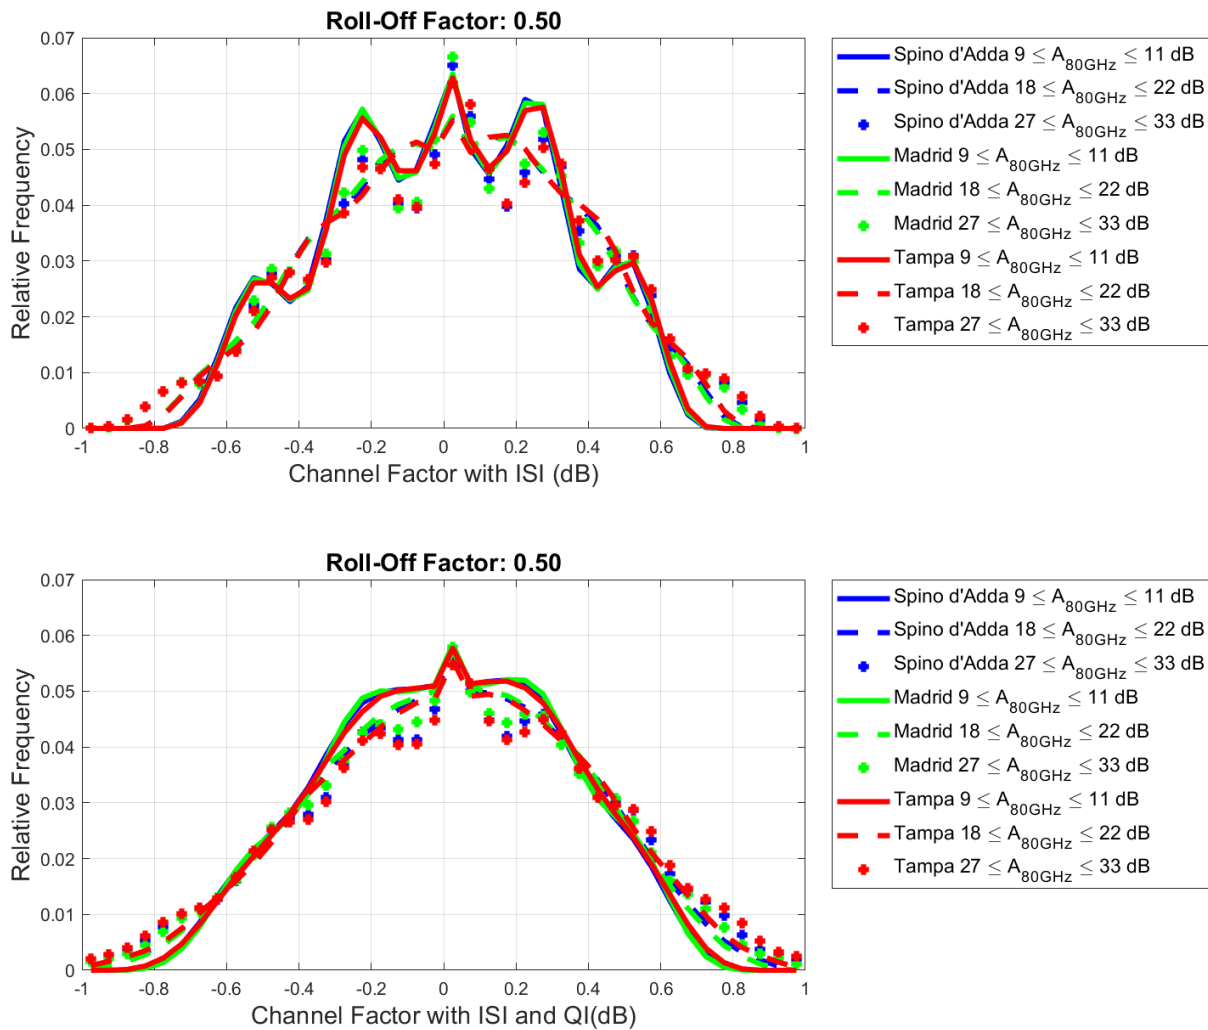 Roll-Off Factor: 0.50
0.07
0.06
0.05
0.04
0.03
0.02
0.01
0
Relative Frequency
-1 -0.8 -0.6 -0.4 -0.2 0 0.2 0.4 0.6 0.8 1
Channel Factor with ISI (dB)
Spino d'Adda 9 ≤ A80GHz ≤ 11 dB
Spino d'Adda 18 ≤ A80GHz ≤ 22 dB
Spino d'Adda 27 ≤ A80GHz ≤ 33 dB
Madrid 9 ≤ A80GHz ≤ 11 dB
Madrid 18 ≤ A80GHz ≤ 22 dB
Madrid 27 ≤ A80GHz ≤ 33 dB
Tampa 9 ≤ A80GHz ≤ 11 dB
Tampa 18 ≤ A80GHz ≤ 22 dB
Tampa 27 ≤ A80GHz ≤ 33 dB
Roll-Off Factor: 0.50
0.07
0.06
0.05
0.04
0.03
0.02
0.01
0
Relative Frequency
-1 -0.8 -0.6 -0.4 -0.2 0 0.2 0.4 0.6 0.8 1
Channel Factor with ISI and QI(dB)
Spino d'Adda 9 ≤ A80GHz ≤ 11 dB
Spino d'Adda 18 ≤ A80GHz ≤ 22 dB
Spino d'Adda 27 ≤ A80GHz ≤ 33 dB
Madrid 9 ≤ A80GHz ≤ 11 dB
Madrid 18 ≤ A80GHz ≤ 22 dB
Madrid 27 ≤ A80GHz ≤ 33 dB
Tampa 9 ≤ A80GHz ≤ 11 dB
Tampa 18 ≤ A80GHz ≤ 22 dB
Tampa 27 ≤ A80GHz ≤ 33 dB